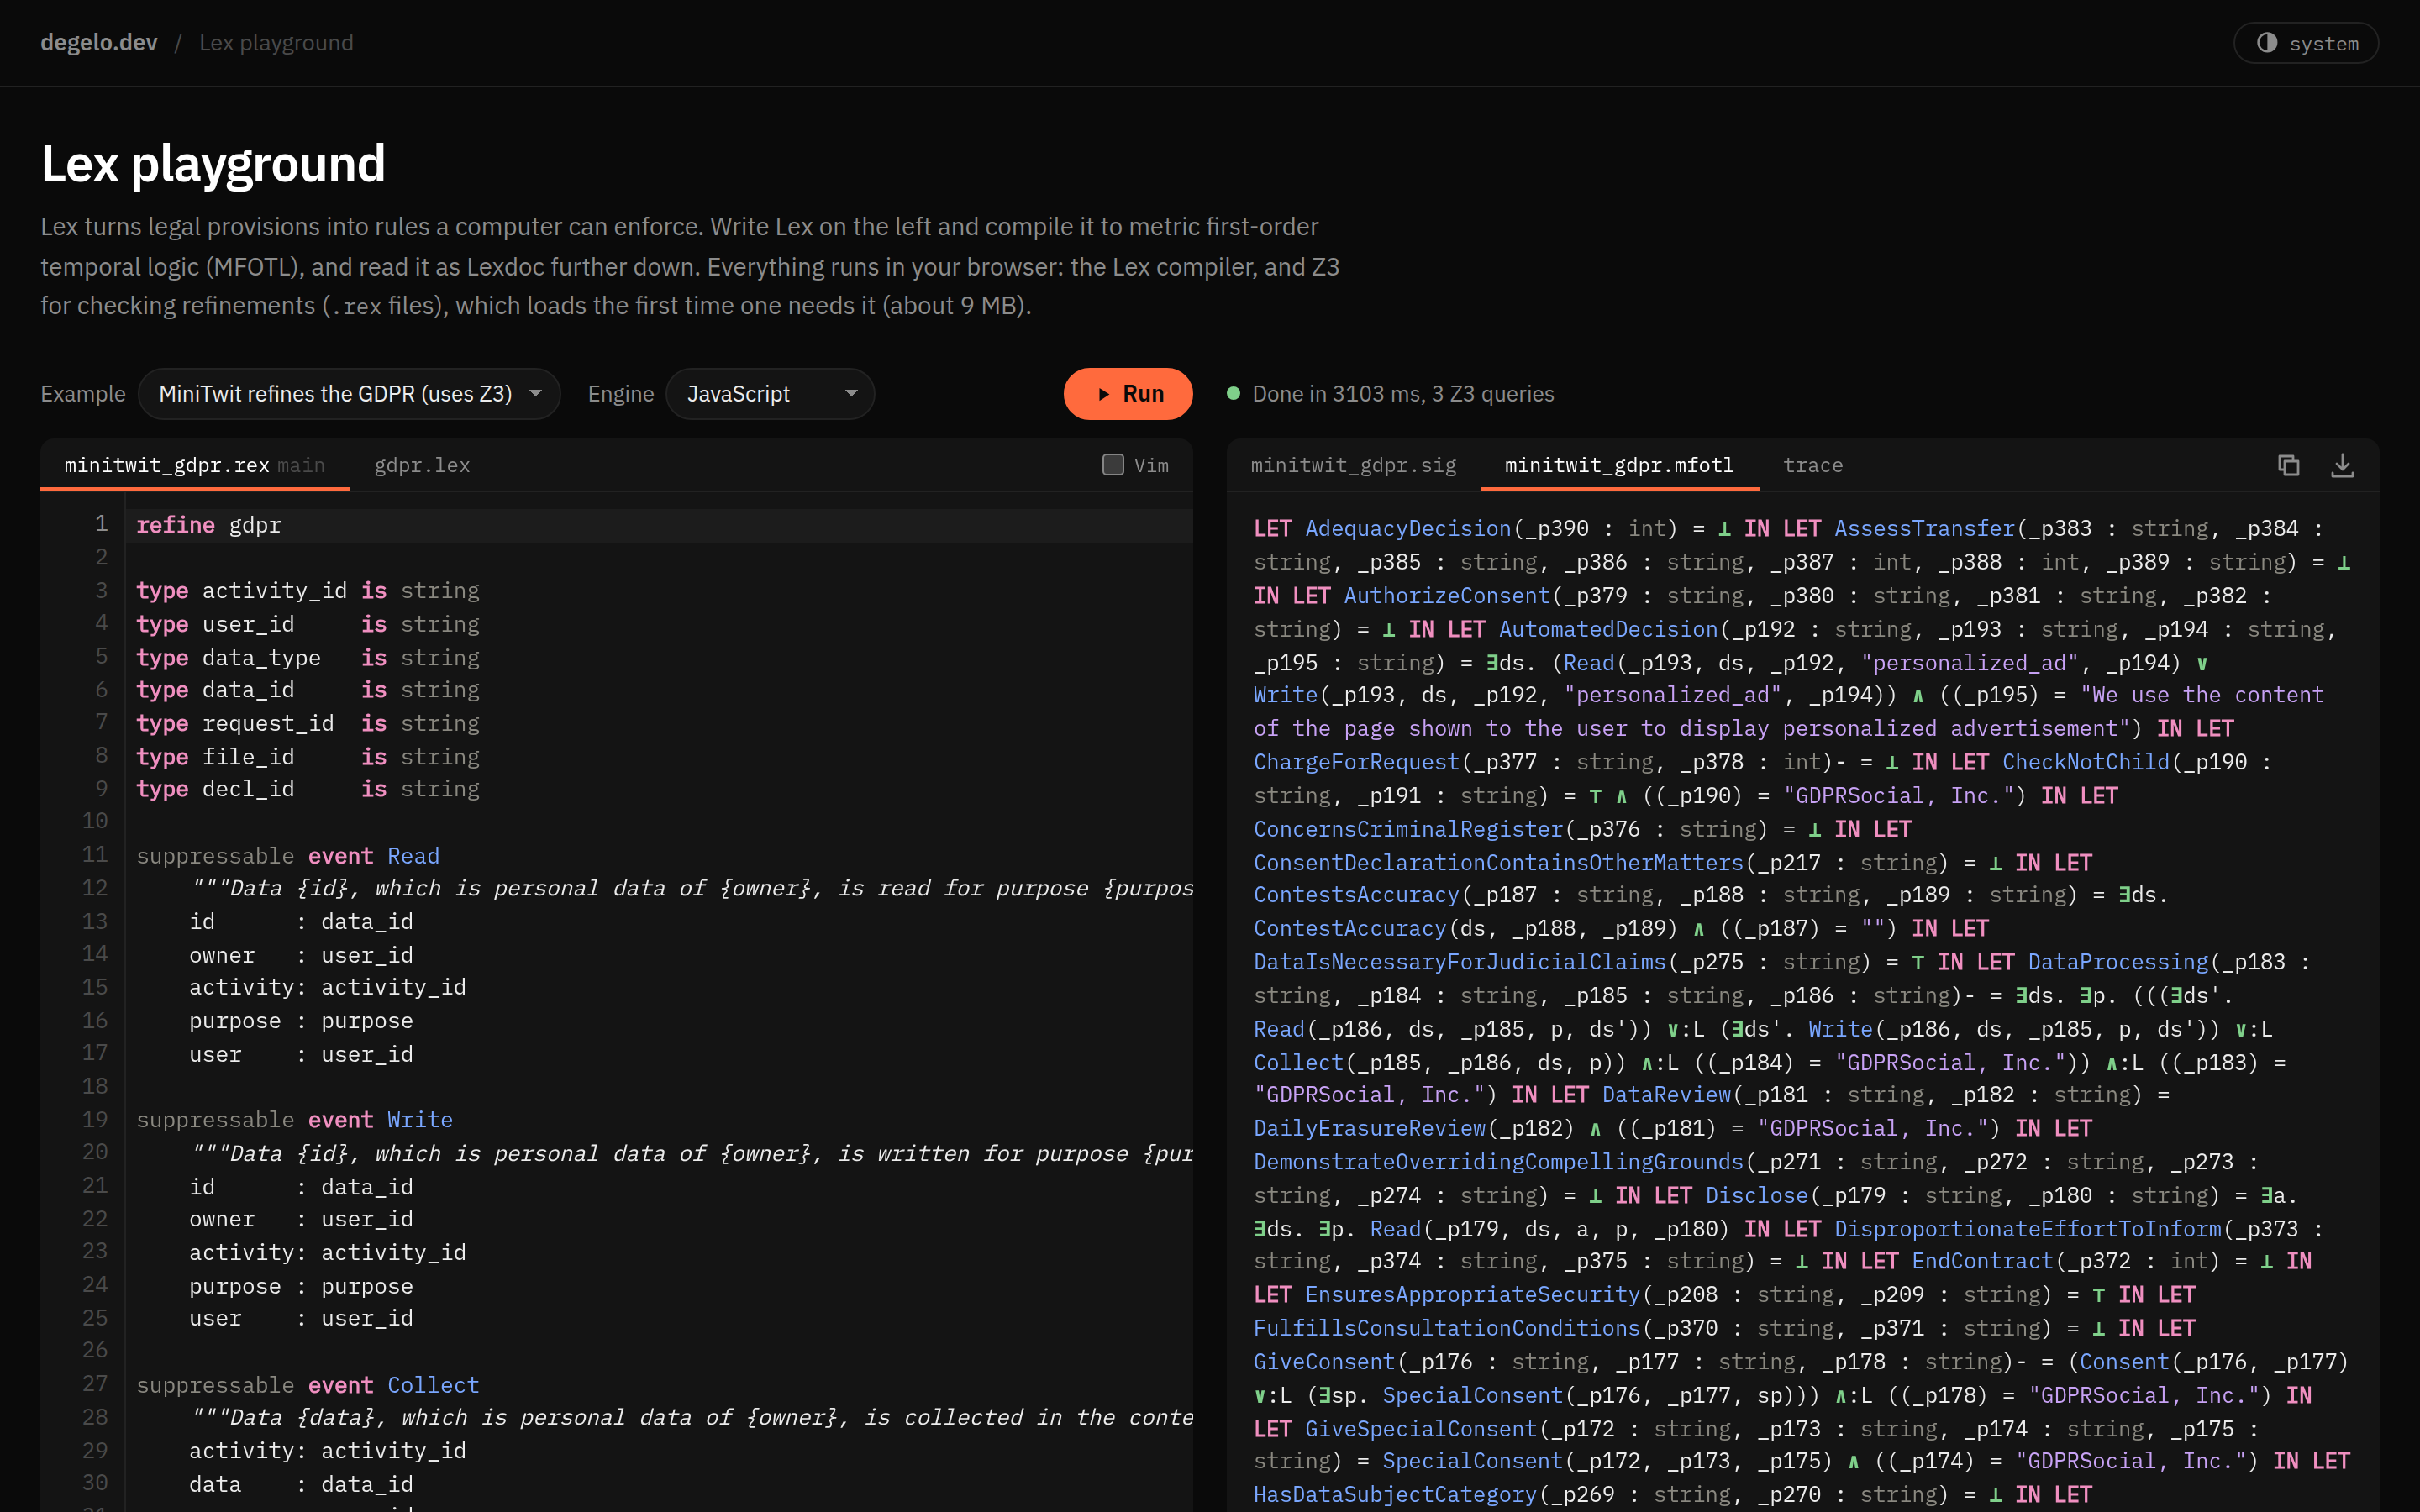 degelo.dev / Lex playground
system
Lex playground
Lex turns legal provisions into rules a computer can enforce. Write Lex on the left and compile it to metric first-order
temporal logic (MFOTL), and read it as Lexdoc further down. Everything runs in your browser: the Lex compiler, and Z3
for checking refinements (.rex files), which loads the first time one needs it (about 9 MB).
Example MiniTwit refines the GDPR (uses Z3) Engine JavaScript Run Done in 3103 ms, 3 Z3 queries
minitwit_gdpr.rex main gdpr.lex Vim
1 refine gdpr
2
3 type activity_id is string
4 type user_id is string
5 type data_type is string
6 type data_id is string
7 type request_id is string
8 type file_id is string
9 type decl_id is string
10
11 suppressable event Read
12 """Data {id}, which is personal data of {owner}, is read for purpose {purpos
13 id : data_id
14 owner : user_id
15 activity: activity_id
16 purpose : purpose
17 user : user_id
18
19 suppressable event Write
20 """Data {id}, which is personal data of {owner}, is written for purpose {pur
21 id : data_id
22 owner : user_id
23 activity: activity_id
24 purpose : purpose
25 user : user_id
26
27 suppressable event Collect
28 """Data {data}, which is personal data of {owner}, is collected in the conte
29 activity: activity_id
30 data : data_id
minitwit_gdpr.sig minitwit_gdpr.mfotl trace
LET AdequacyDecision(_p390 : int) = ⊥ IN LET AssessTransfer(_p383 : string, _p384 :
string, _p385 : string, _p386 : string, _p387 : int, _p388 : int, _p389 : string) = ⊥
IN LET AuthorizeConsent(_p379 : string, _p380 : string, _p381 : string, _p382 :
string) = ⊥ IN LET AutomatedDecision(_p192 : string, _p193 : string, _p194 : string,
_p195 : string) = ∃ds. (Read(_p193, ds, _p192, "personalized_ad", _p194) ∨
Write(_p193, ds, _p192, "personalized_ad", _p194)) ∧ ((_p195) = "We use the content
of the page shown to the user to display personalized advertisement") IN LET
ChargeForRequest(_p377 : string, _p378 : int)- = ⊥ IN LET CheckNotChild(_p190 :
string, _p191 : string) = ⊤ ∧ ((_p190) = "GDPRSocial, Inc.") IN LET
ConcernsCriminalRegister(_p376 : string) = ⊥ IN LET
ConsentDeclarationContainsOtherMatters(_p217 : string) = ⊥ IN LET
ContestsAccuracy(_p187 : string, _p188 : string, _p189 : string) = ∃ds.
ContestAccuracy(ds, _p188, _p189) ∧ ((_p187) = "") IN LET
DataIsNecessaryForJudicialClaims(_p275 : string) = ⊤ IN LET DataProcessing(_p183 :
string, _p184 : string, _p185 : string, _p186 : string)- = ∃ds. ∃p. (((∃ds'.
Read(_p186, ds, _p185, p, ds')) ∨:L (∃ds'. Write(_p186, ds, _p185, p, ds')) ∨:L
Collect(_p185, _p186, ds, p)) ∧:L ((_p184) = "GDPRSocial, Inc.")) ∧:L ((_p183) =
"GDPRSocial, Inc.") IN LET DataReview(_p181 : string, _p182 : string) =
DailyErasureReview(_p182) ∧ ((_p181) = "GDPRSocial, Inc.") IN LET
DemonstrateOverridingCompellingGrounds(_p271 : string, _p272 : string, _p273 :
string, _p274 : string) = ⊥ IN LET Disclose(_p179 : string, _p180 : string) = ∃a.
∃ds. ∃p. Read(_p179, ds, a, p, _p180) IN LET DisproportionateEffortToInform(_p373 :
string, _p374 : string, _p375 : string) = ⊥ IN LET EndContract(_p372 : int) = ⊥ IN
LET EnsuresAppropriateSecurity(_p208 : string, _p209 : string) = ⊤ IN LET
FulfillsConsultationConditions(_p370 : string, _p371 : string) = ⊥ IN LET
GiveConsent(_p176 : string, _p177 : string, _p178 : string)- = (Consent(_p176, _p177)
∨:L (∃sp. SpecialConsent(_p176, _p177, sp))) ∧:L ((_p178) = "GDPRSocial, Inc.") IN
LET GiveSpecialConsent(_p172 : string, _p173 : string, _p174 : string, _p175 :
string) = SpecialConsent(_p172, _p173, _p175) ∧ ((_p174) = "GDPRSocial, Inc.") IN LET
HasDataSubjectCategory(_p269 : string, _p270 : string) = ⊥ IN LET